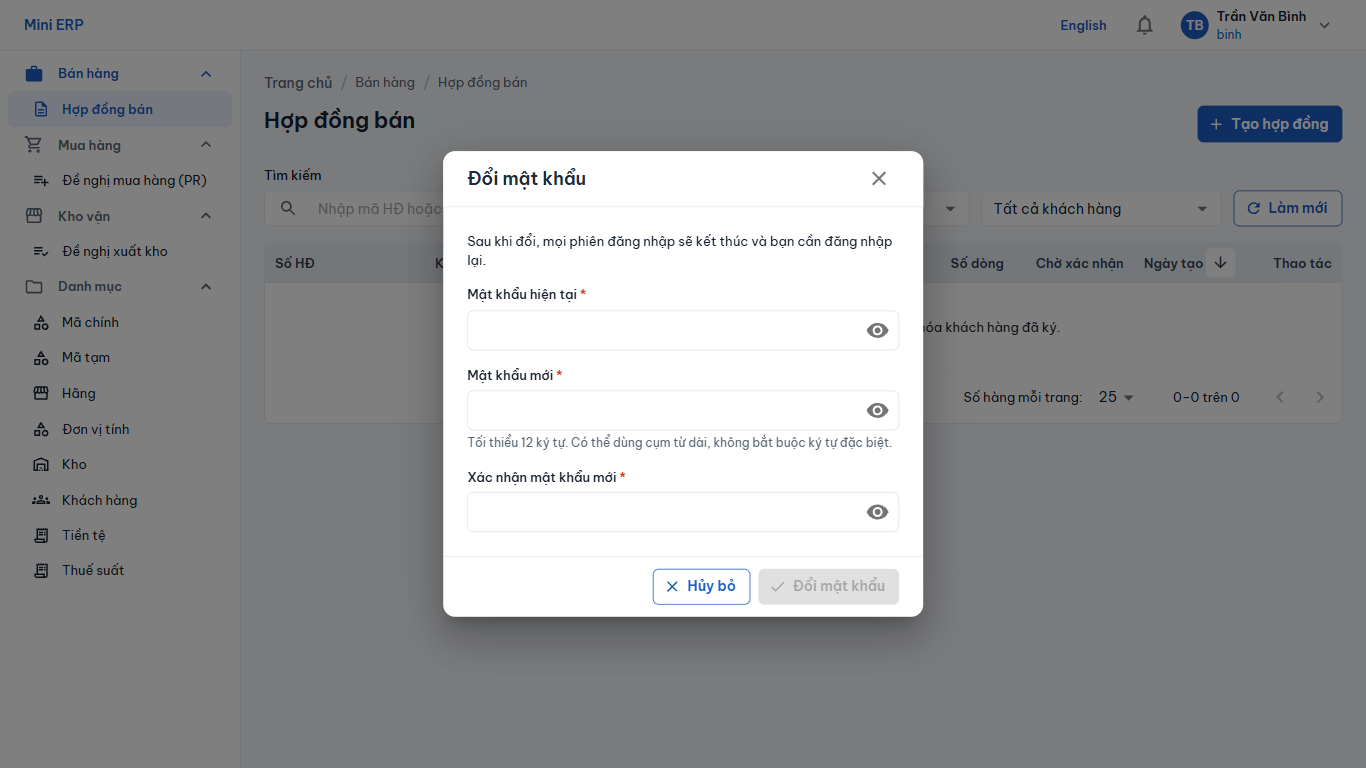 Mini ERP
English
TB
Trần Văn Bình
binh
Bán hàng
Hợp đồng bán
Mua hàng
Đề nghị mua hàng (PR)
Kho vận
Đề nghị xuất kho
Danh mục
Mã chính
Mã tạm
Hãng
Đơn vị tính
Kho
Khách hàng
Tiền tệ
Thuế suất
Trang chủ / Bán hàng / Hợp đồng bán
Hợp đồng bán
Tạo hợp đồng
Tìm kiếm
Nhập mã HĐ hoặc
Tất cả khách hàng
Làm mới
Số HĐ
K
Số dòng
Chờ xác nhận
Ngày tạo
Thao tác
khách hàng đã ký.
Số hàng mỗi trang: 25
0–0 trên 0
Đổi mật khẩu
Sau khi đổi, mọi phiên đăng nhập sẽ kết thúc và bạn cần đăng nhập
lại.
Mật khẩu hiện tại *
Mật khẩu mới *
Tối thiểu 12 ký tự. Có thể dùng cụm từ dài, không bắt buộc ký tự đặc biệt.
Xác nhận mật khẩu mới *
Hủy bỏ
Đổi mật khẩu